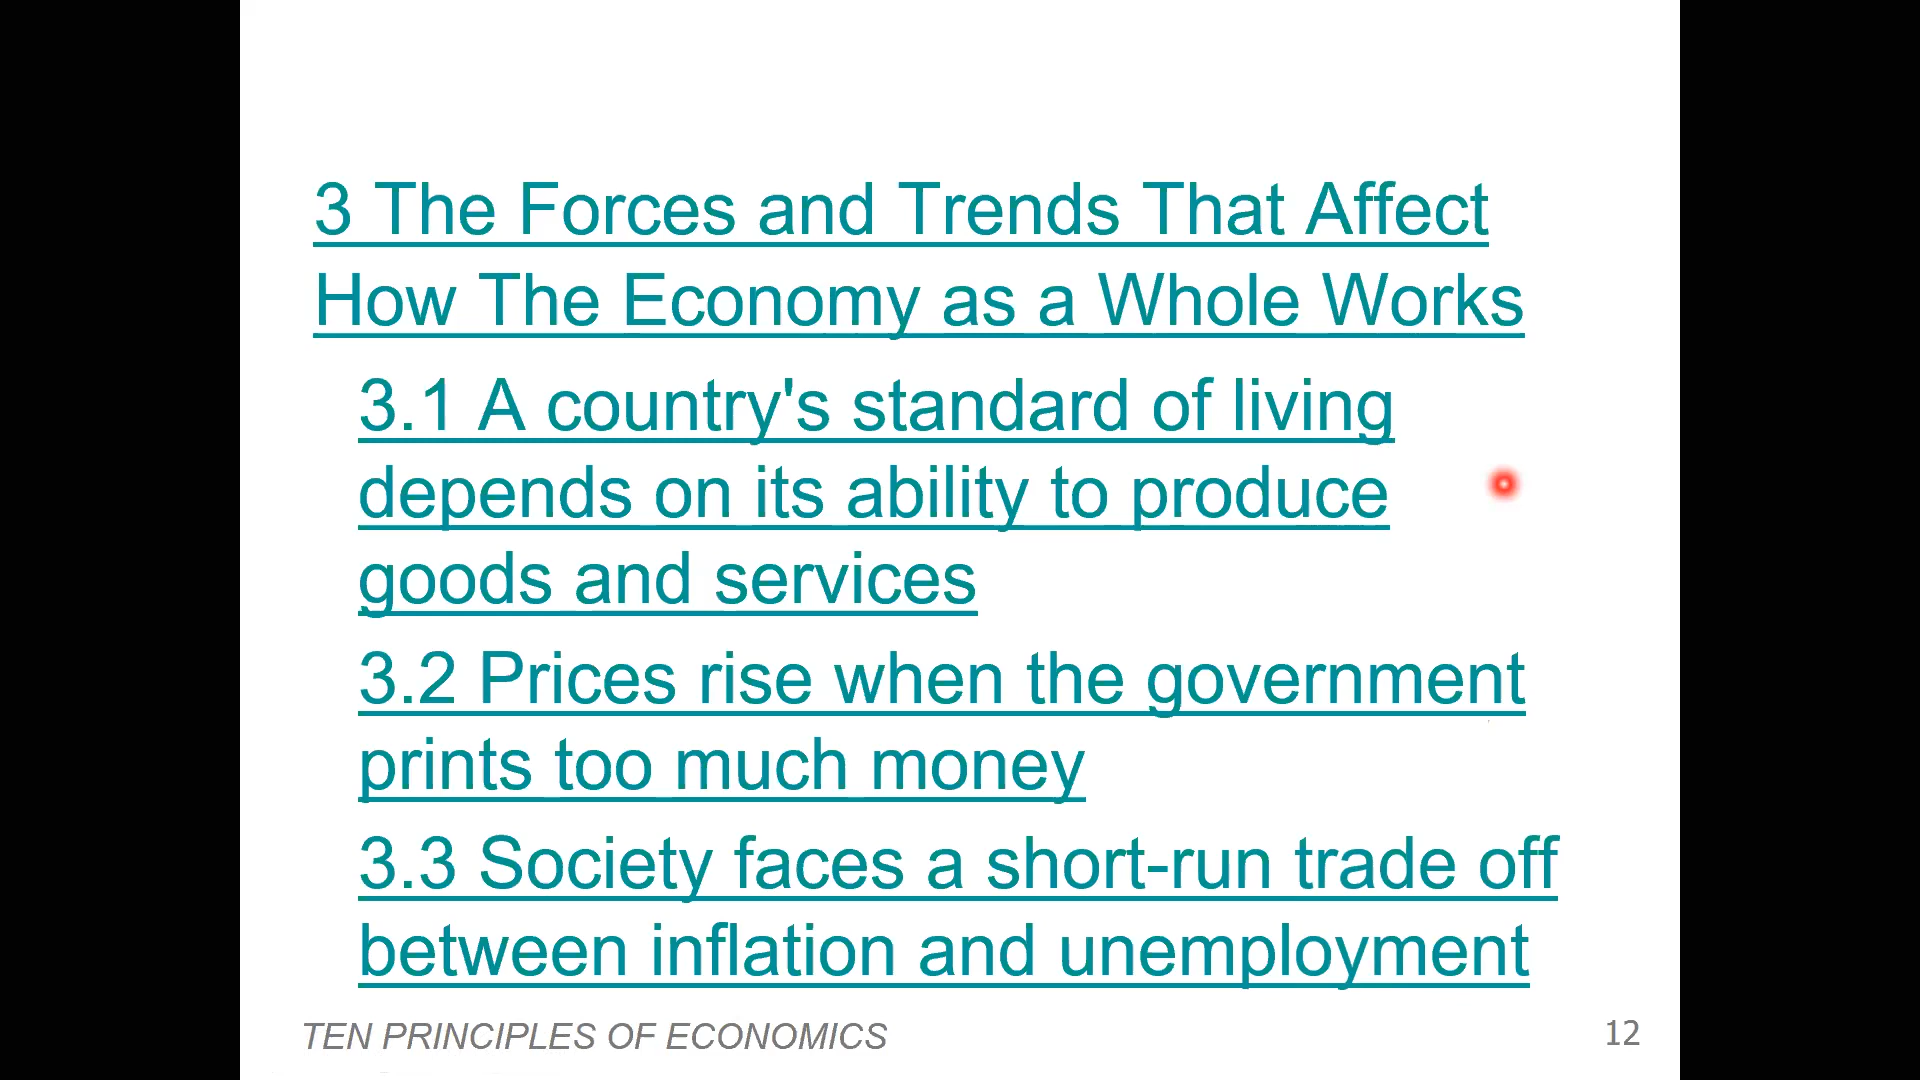 3 The Forces and Trends That Affect
How The Economy as a Whole Works
3.1 A country's standard of living
depends on its ability to produce
goods and services
3.2 Prices rise when the government
prints too much money
3.3 Society faces a short-run trade off
between inflation and unemployment
TEN PRINCIPLES OF ECONOMICS
12